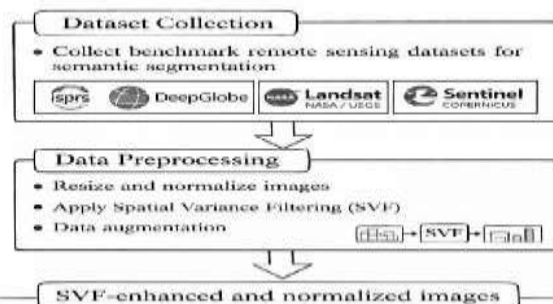 Dataset Collection
• Collect benchmark remote sensing datasets for
semantic segmentation
isprs DeepGlobe NASA Landsat Sentinel
NASA / USGS COPERNICUS
Data Preprocessing
• Resize and normalize images
• Apply Spatial Variance Filtering (SVF)
• Data augmentation
SVF
SVF-enhanced and normalized images